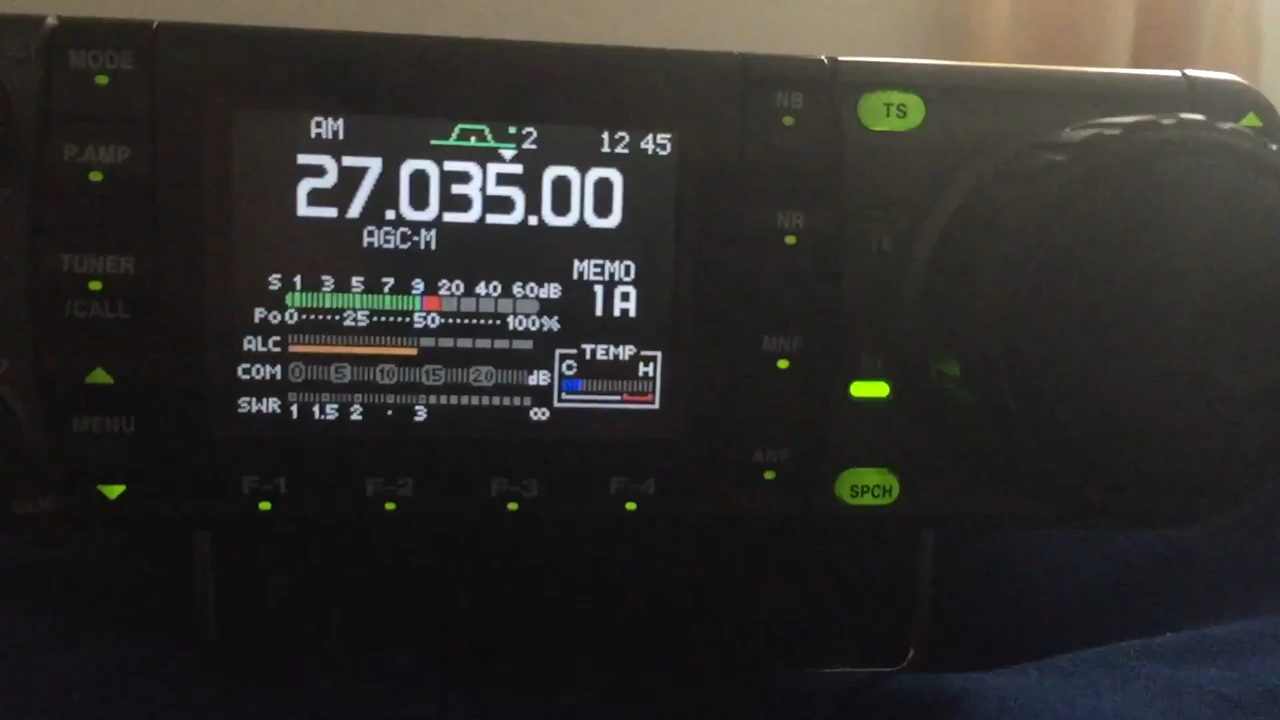 MODE
P.AMP
TUNER
/CALL
MENU
AM
2
12 45
27.035.00
AGC-M
MEMO
1A
S 1 3 5 7 9 20 40 60dB
Po 0 25 50 100%
ALC
COM 0 5 10 15 20 dB
SWR 1 1.5 2 3 ∞
TEMP
C H
F-1 F-2 F-3 F-4
NB
NR
MNF
ANF
TS
SPCH